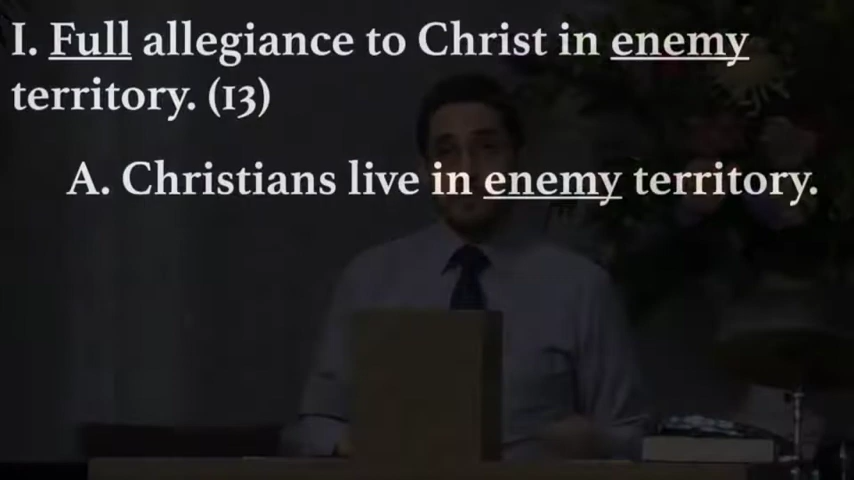 I. Full allegiance to Christ in enemy
territory. (13)
A. Christians live in enemy territory.